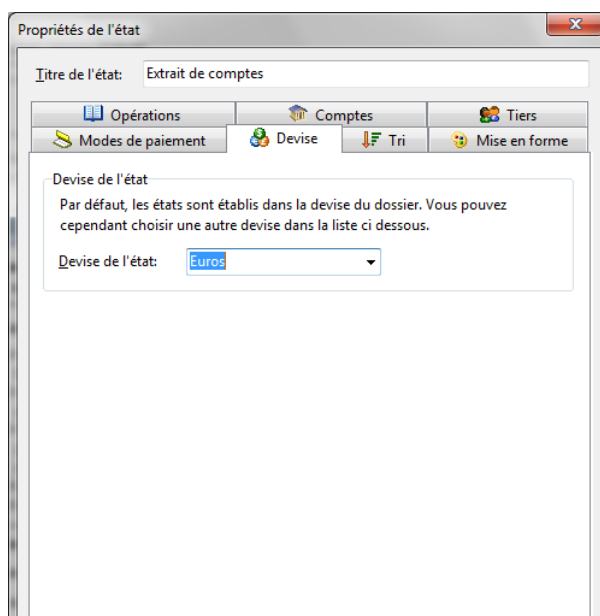 Propriétés de l'état
Titre de l'état: Extrait de comptes
Opérations Comptes Tiers
Modes de paiement Devise Tri Mise en forme
Devise de l'état
Par défaut, les états sont établis dans la devise du dossier. Vous pouvez
cependant choisir une autre devise dans la liste ci dessous.
Devise de l'état: Euros